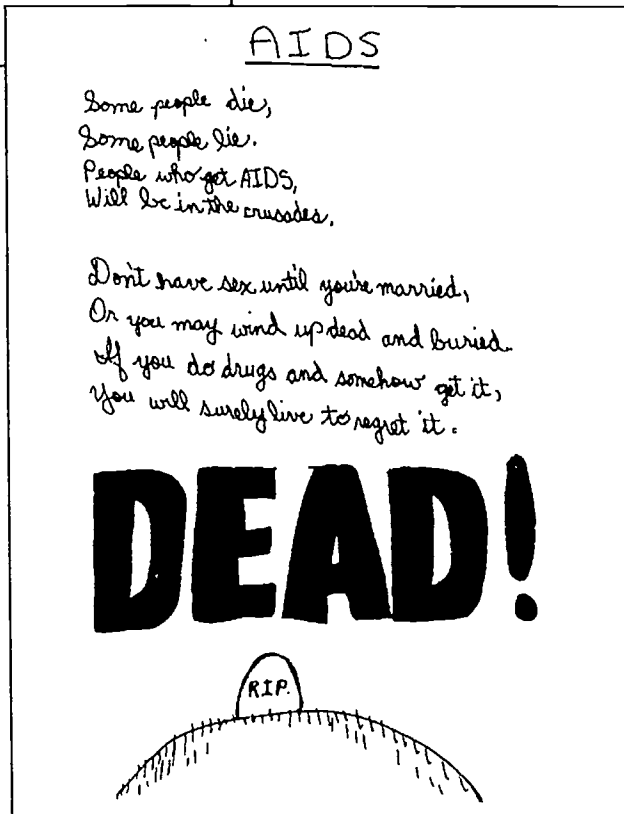 AIDS
Some people die,
Some people lie.
People who get AIDS,
Will be in the crusades.
Don't have sex until you're married,
Or you may wind up dead and buried.
If you do drugs and somehow get it,
You will surely live to regret it.
DEAD!
R.I.P.